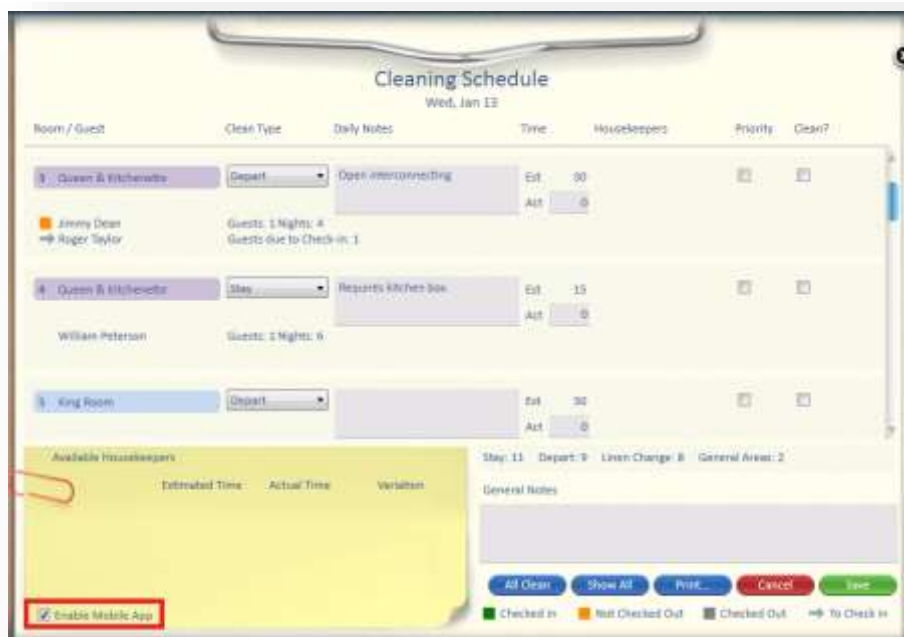 Cleaning Schedule
Wed, Jan 13
Room / Guest Clean Type Daily Notes Time Housekeepers Priority Clean?
3 Queen & Kitchenette Depart Open interconnecting Est 30
Act 0
Jimmy Dean Guests: 1 Nights: 4
Roger Taylor Guests due to Check-in: 1
4 Queen & Kitchenette Stay Requires kitchen box Est 15
Act 0
William Peterson Guests: 1 Nights: 6
5 King Room Depart Est 30
Act 0
Available Housekeepers Stay: 11 Depart: 9 Linen Change: 8 General Areas: 2
Estimated Time Actual Time Variation General Notes
All Clean Show All Print... Cancel Save
Enable Mobile App Checked In Not Checked Out Checked Out To Check In